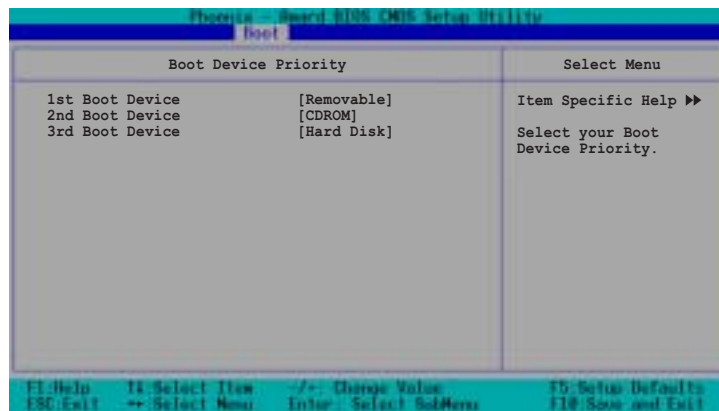 Phoenix - Award BIOS CMOS Setup Utility
Boot
Boot Device Priority
Select Menu
1st Boot Device [Removable]
2nd Boot Device [CDROM]
3rd Boot Device [Hard Disk]
Item Specific Help ▶▶
Select your Boot
Device Priority.
F1:Help ↑↓ Select Item -/+: Change Value F5:Setup Defaults
ESC:Exit ↔ Select Menu Enter: Select SubMenu F10:Save and Exit